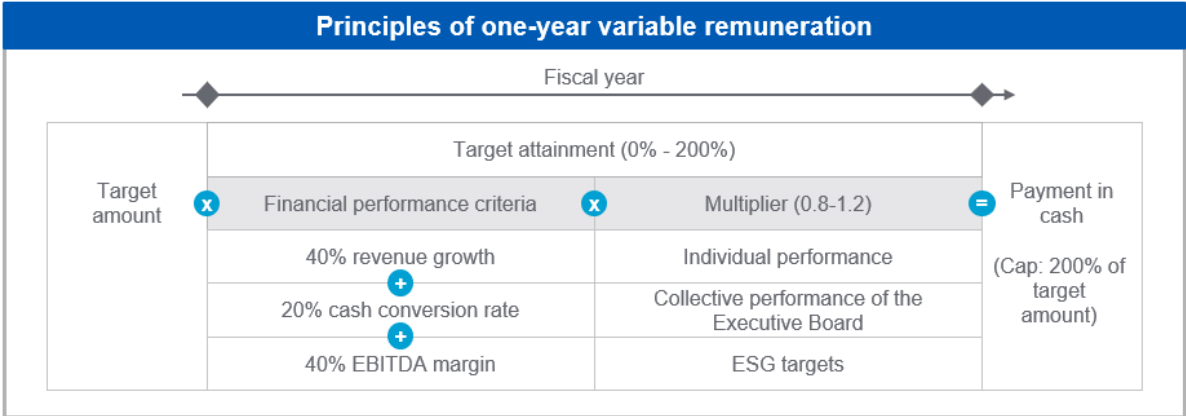 Principles of one-year variable remuneration
Fiscal year
Target attainment (0% - 200%)
Target
amount
x
Financial performance criteria
x
Multiplier (0.8-1.2)
=
Payment in
cash
(Cap: 200% of
target
amount)
40% revenue growth
+
20% cash conversion rate
+
40% EBITDA margin
Individual performance
Collective performance of the
Executive Board
ESG targets